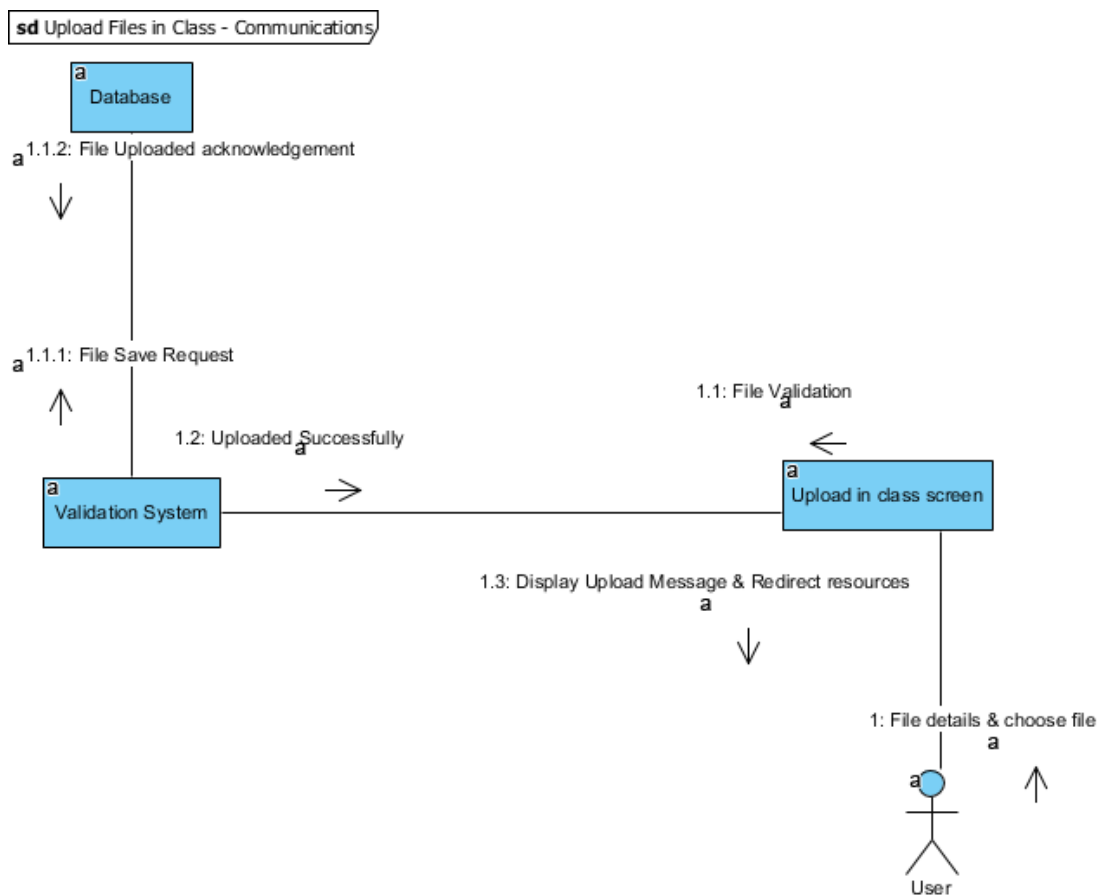 sd Upload Files in Class - Communications
a
Database
a
1.1.2: File Uploaded acknowledgement
a
1.1.1: File Save Request
1.1: File Validation
a
1.2: Uploaded Successfully
a
a
Validation System
a
Upload in class screen
1.3: Display Upload Message & Redirect resources
a
1: File details & choose file
a
a
User